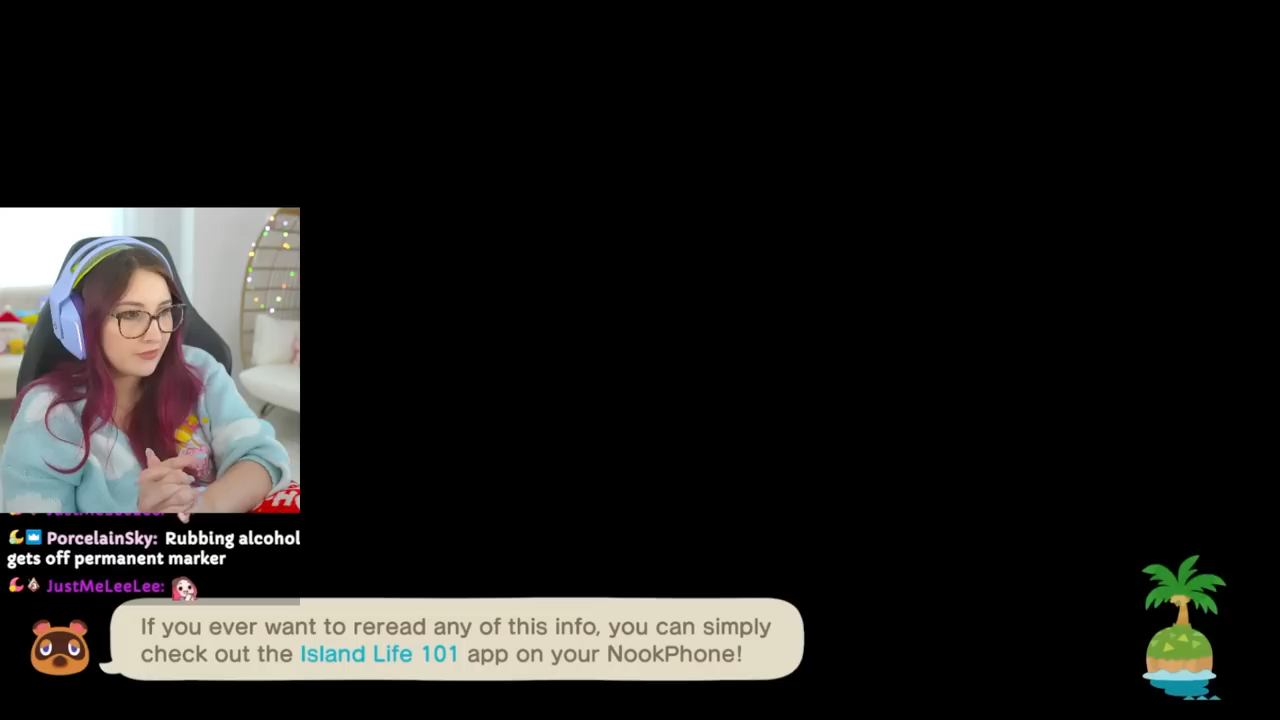 PorcelainSky: Rubbing alcohol
gets off permanent marker
JustMeLeeLee:
If you ever want to reread any of this info, you can simply
check out the Island Life 101 app on your NookPhone!